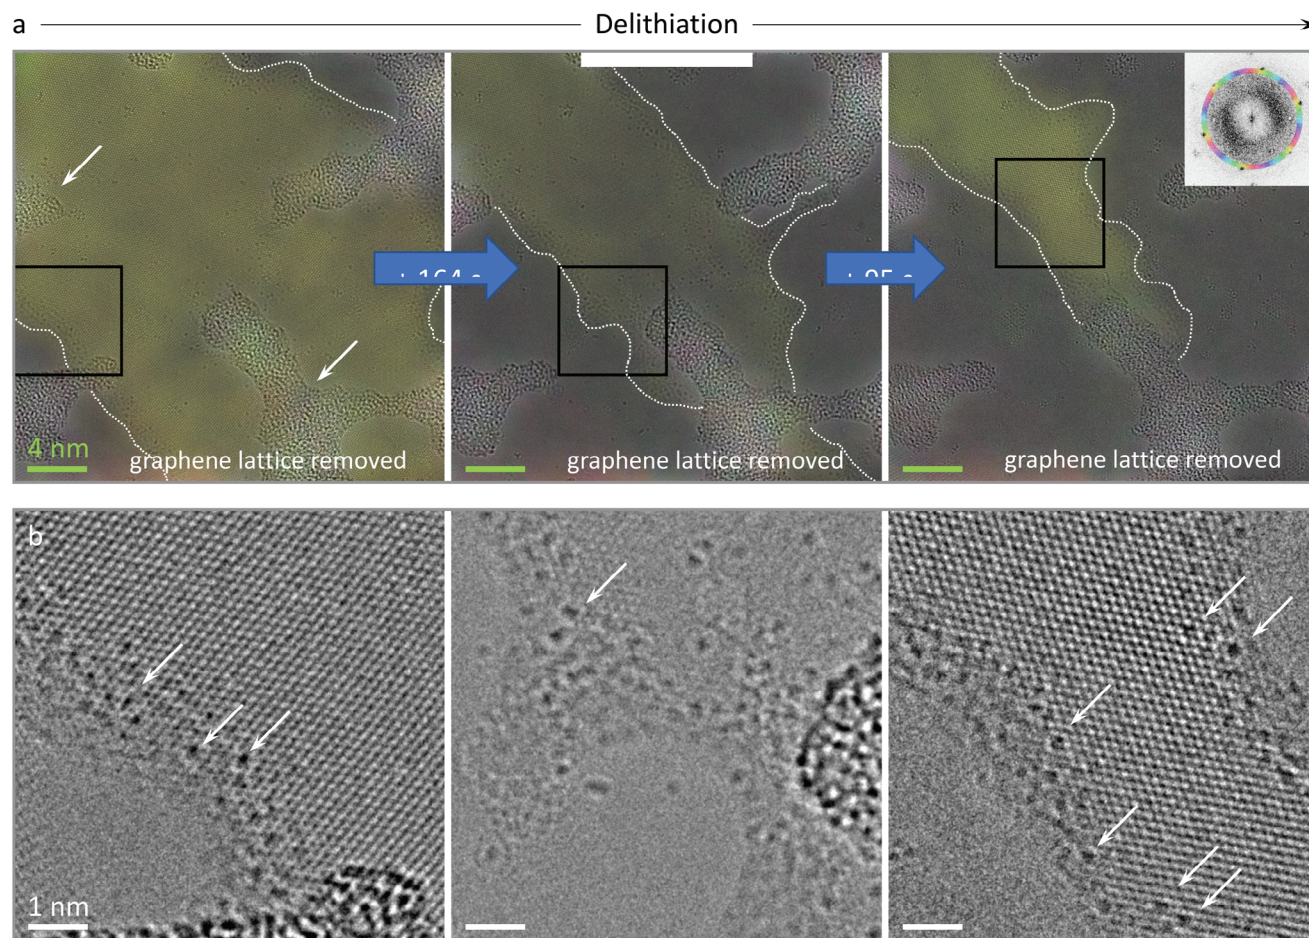 a
Delithiation
4 nm
graphene lattice removed
graphene lattice removed
graphene lattice removed
b
1 nm